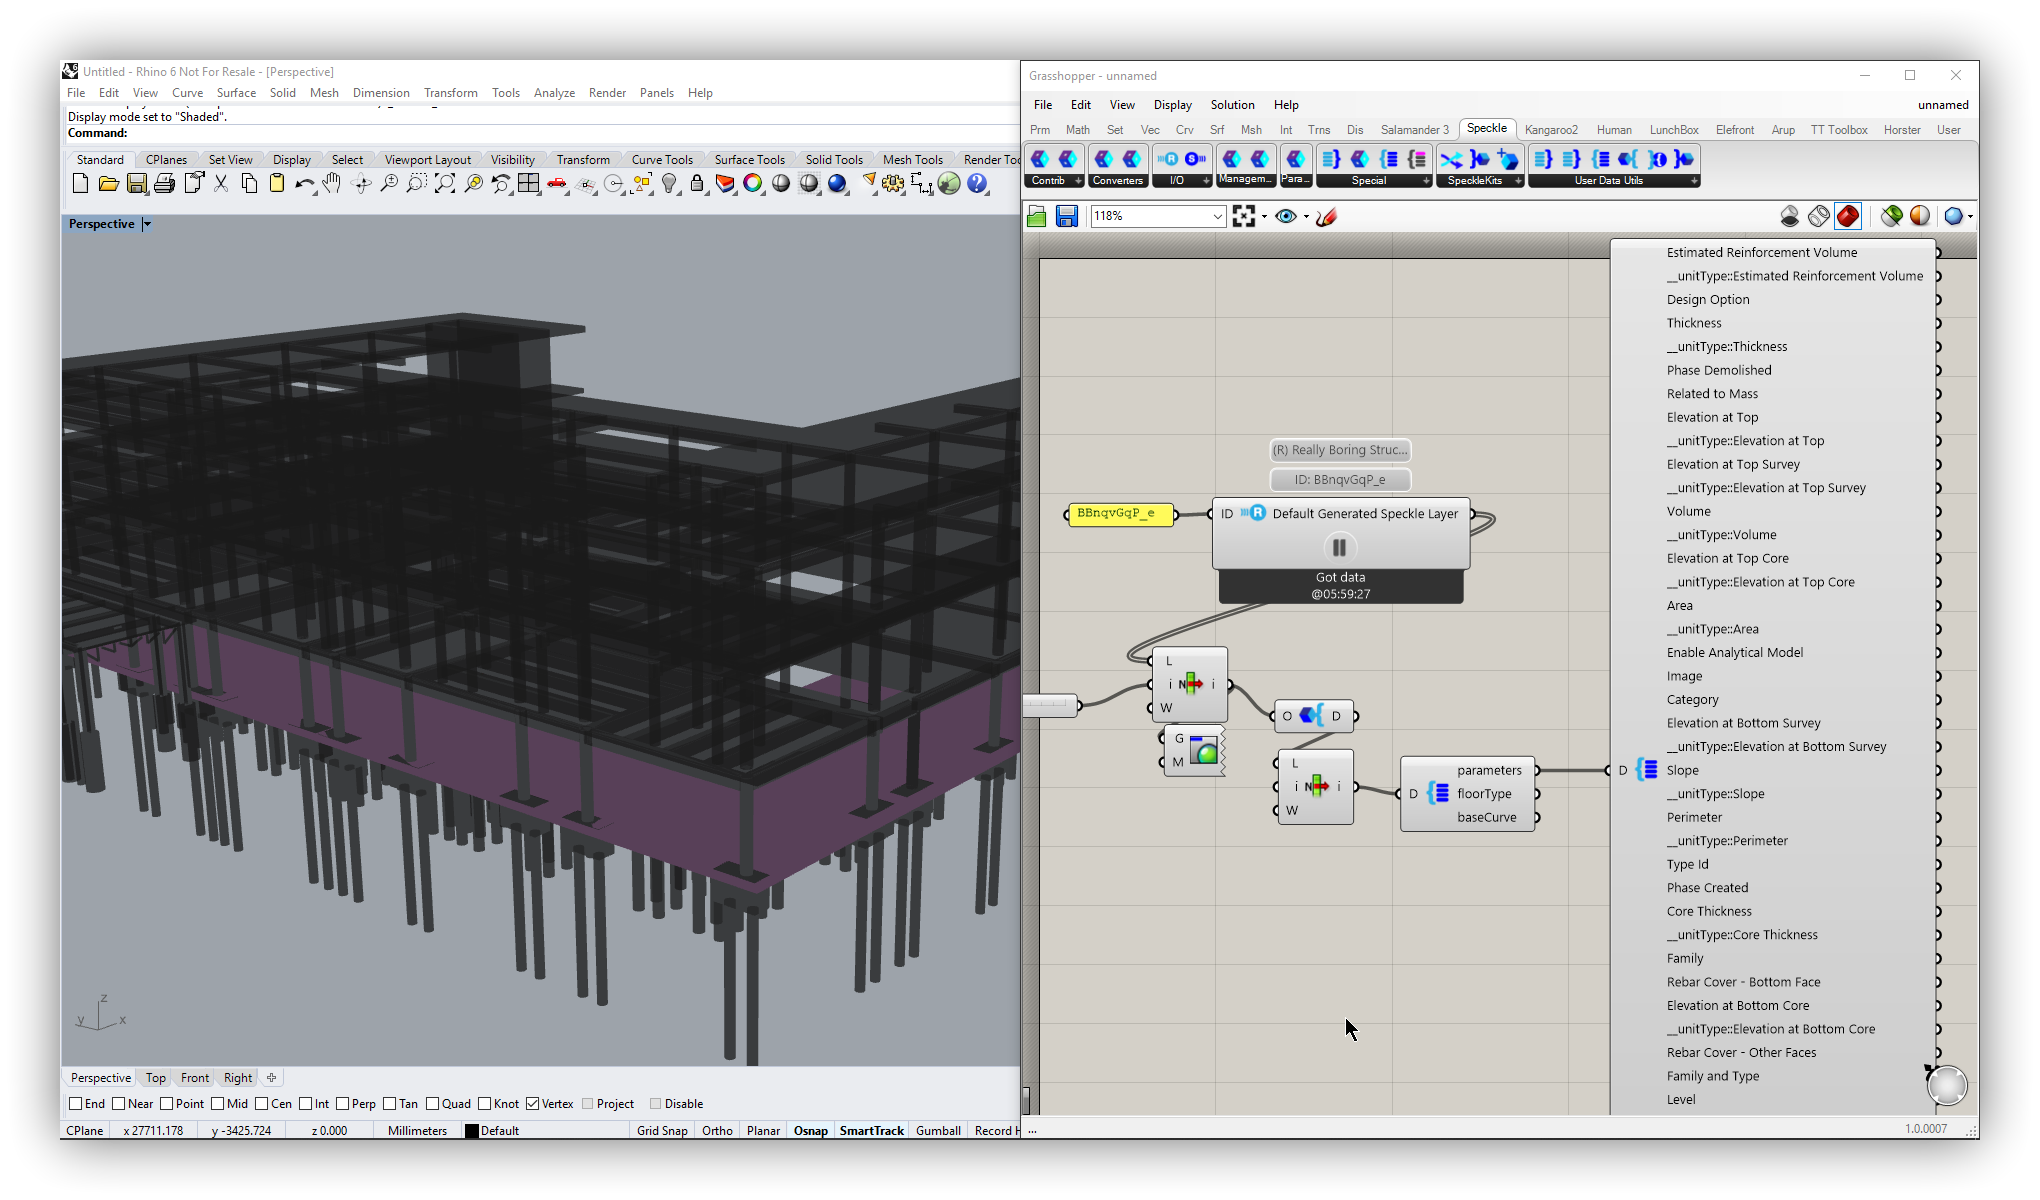 Untitled - Rhino 6 Not For Resale - [Perspective]
File Edit View Curve Surface Solid Mesh Dimension Transform Tools Analyze Render Panels Help
Display mode set to "Shaded".
Command:
Standard CPlanes Set View Display Select Viewport Layout Visibility Transform Curve Tools Surface Tools Solid Tools Mesh Tools Render Too
Perspective
z
y x
Perspective Top Front Right
End Near Point Mid Cen Int Perp Tan Quad Knot Vertex Project Disable
CPlane x 27711.178 y -3425.724 z 0.000 Millimeters Default Grid Snap Ortho Planar Osnap SmartTrack Gumball Record H
Grasshopper - unnamed
File Edit View Display Solution Help unnamed
Prm Math Set Vec Crv Srf Msh Int Trns Dis Salamander 3 Speckle Kangaroo2 Human LunchBox Elefront Arup TT Toolbox Horster User
Contrib Converters I/O Managem... Para... Special SpeckleKits User Data Utils
118%
(R) Really Boring Struc...
ID: BBnqvGqP_e
BBnqvGqP_e
ID R Default Generated Speckle Layer
Got data
@05:59:27
L
i N i
W
G
M
O D
L
i N i
W
D
parameters
floorType
baseCurve
D
Estimated Reinforcement Volume
__unitType::Estimated Reinforcement Volume
Design Option
Thickness
__unitType::Thickness
Phase Demolished
Related to Mass
Elevation at Top
__unitType::Elevation at Top
Elevation at Top Survey
__unitType::Elevation at Top Survey
Volume
__unitType::Volume
Elevation at Top Core
__unitType::Elevation at Top Core
Area
__unitType::Area
Enable Analytical Model
Image
Category
Elevation at Bottom Survey
__unitType::Elevation at Bottom Survey
Slope
__unitType::Slope
Perimeter
__unitType::Perimeter
Type Id
Phase Created
Core Thickness
__unitType::Core Thickness
Family
Rebar Cover - Bottom Face
Elevation at Bottom Core
__unitType::Elevation at Bottom Core
Rebar Cover - Other Faces
Family and Type
Level
...
1.0.0007